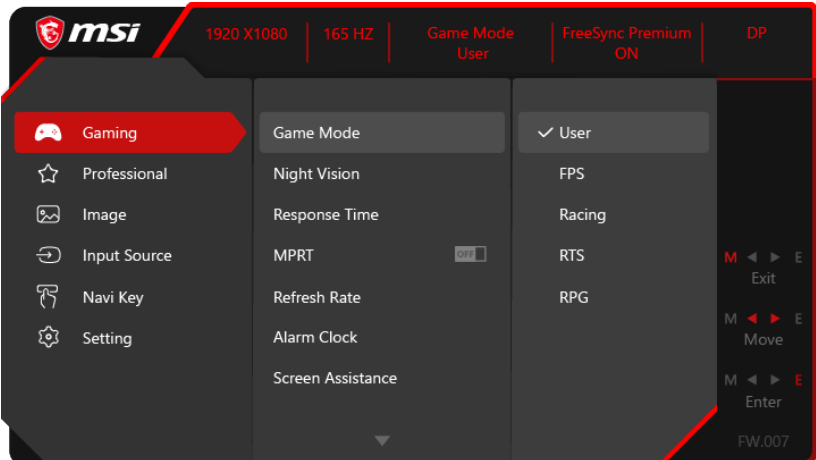 msi
1920 X1080 165 HZ Game Mode FreeSync Premium DP
User ON
Gaming Game Mode User
Professional Night Vision FPS
Image Response Time Racing
Input Source MPRT OFF RTS
Navi Key Refresh Rate RPG
Setting Alarm Clock
Screen Assistance
M E
Exit
M E
Move
M E
Enter
FW.007